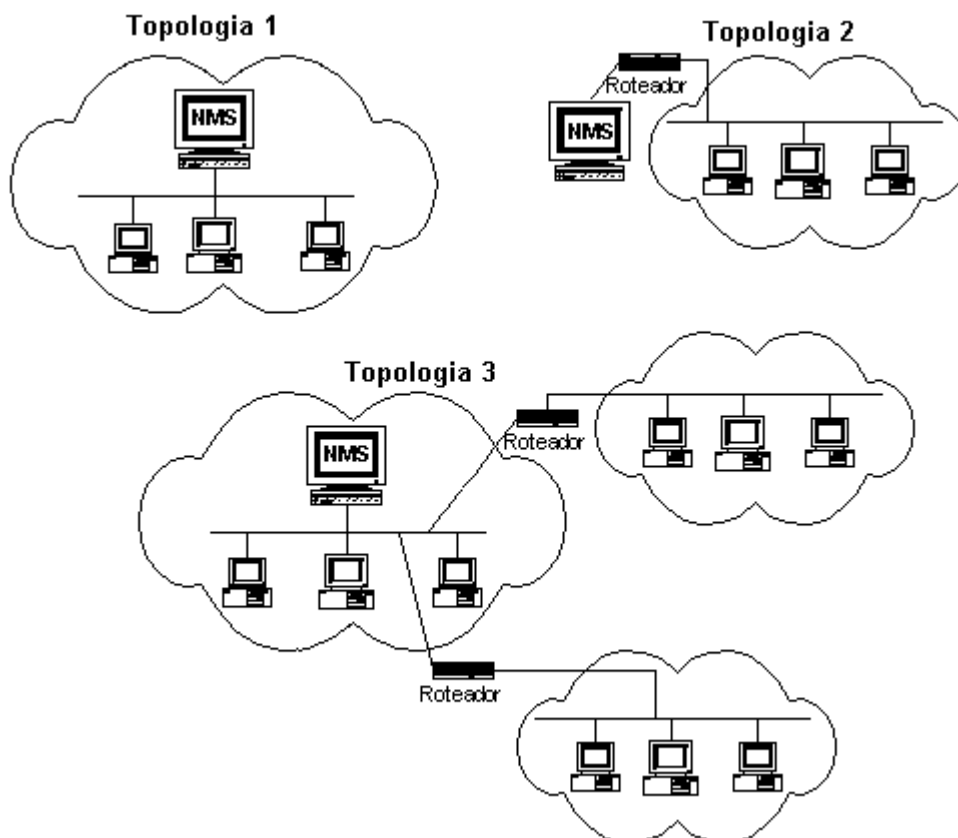 Topologia 1
NMS
Topologia 2
Roteador
NMS
Topologia 3
NMS
Roteador
Roteador